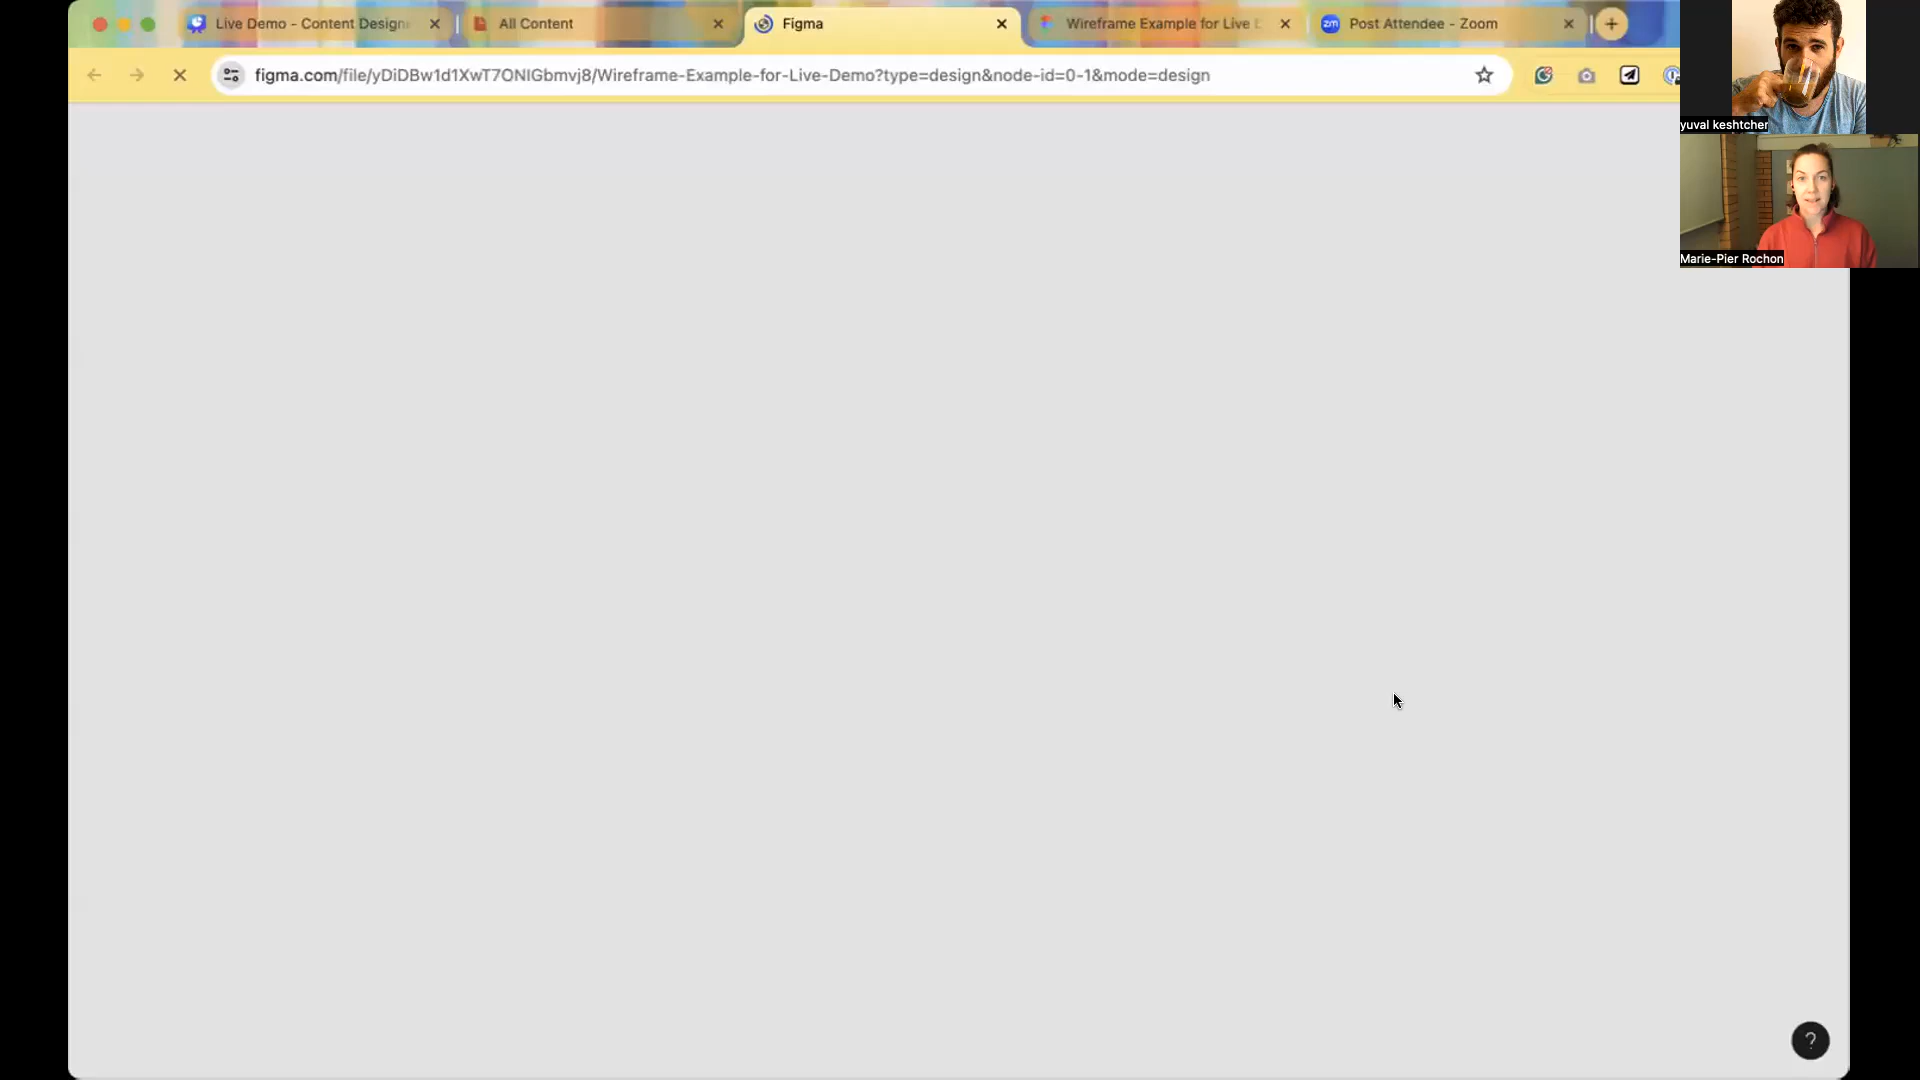 Live Demo - Content Design
All Content
Figma
Wireframe Example for Live
zm
Post Attendee - Zoom
figma.com/file/yDiDBw1d1XwT7ONIGbmvj8/Wireframe-Example-for-Live-Demo?type=design&node-id=0-1&mode=design
yuval keshtcher
Marie-Pier Rochon
?